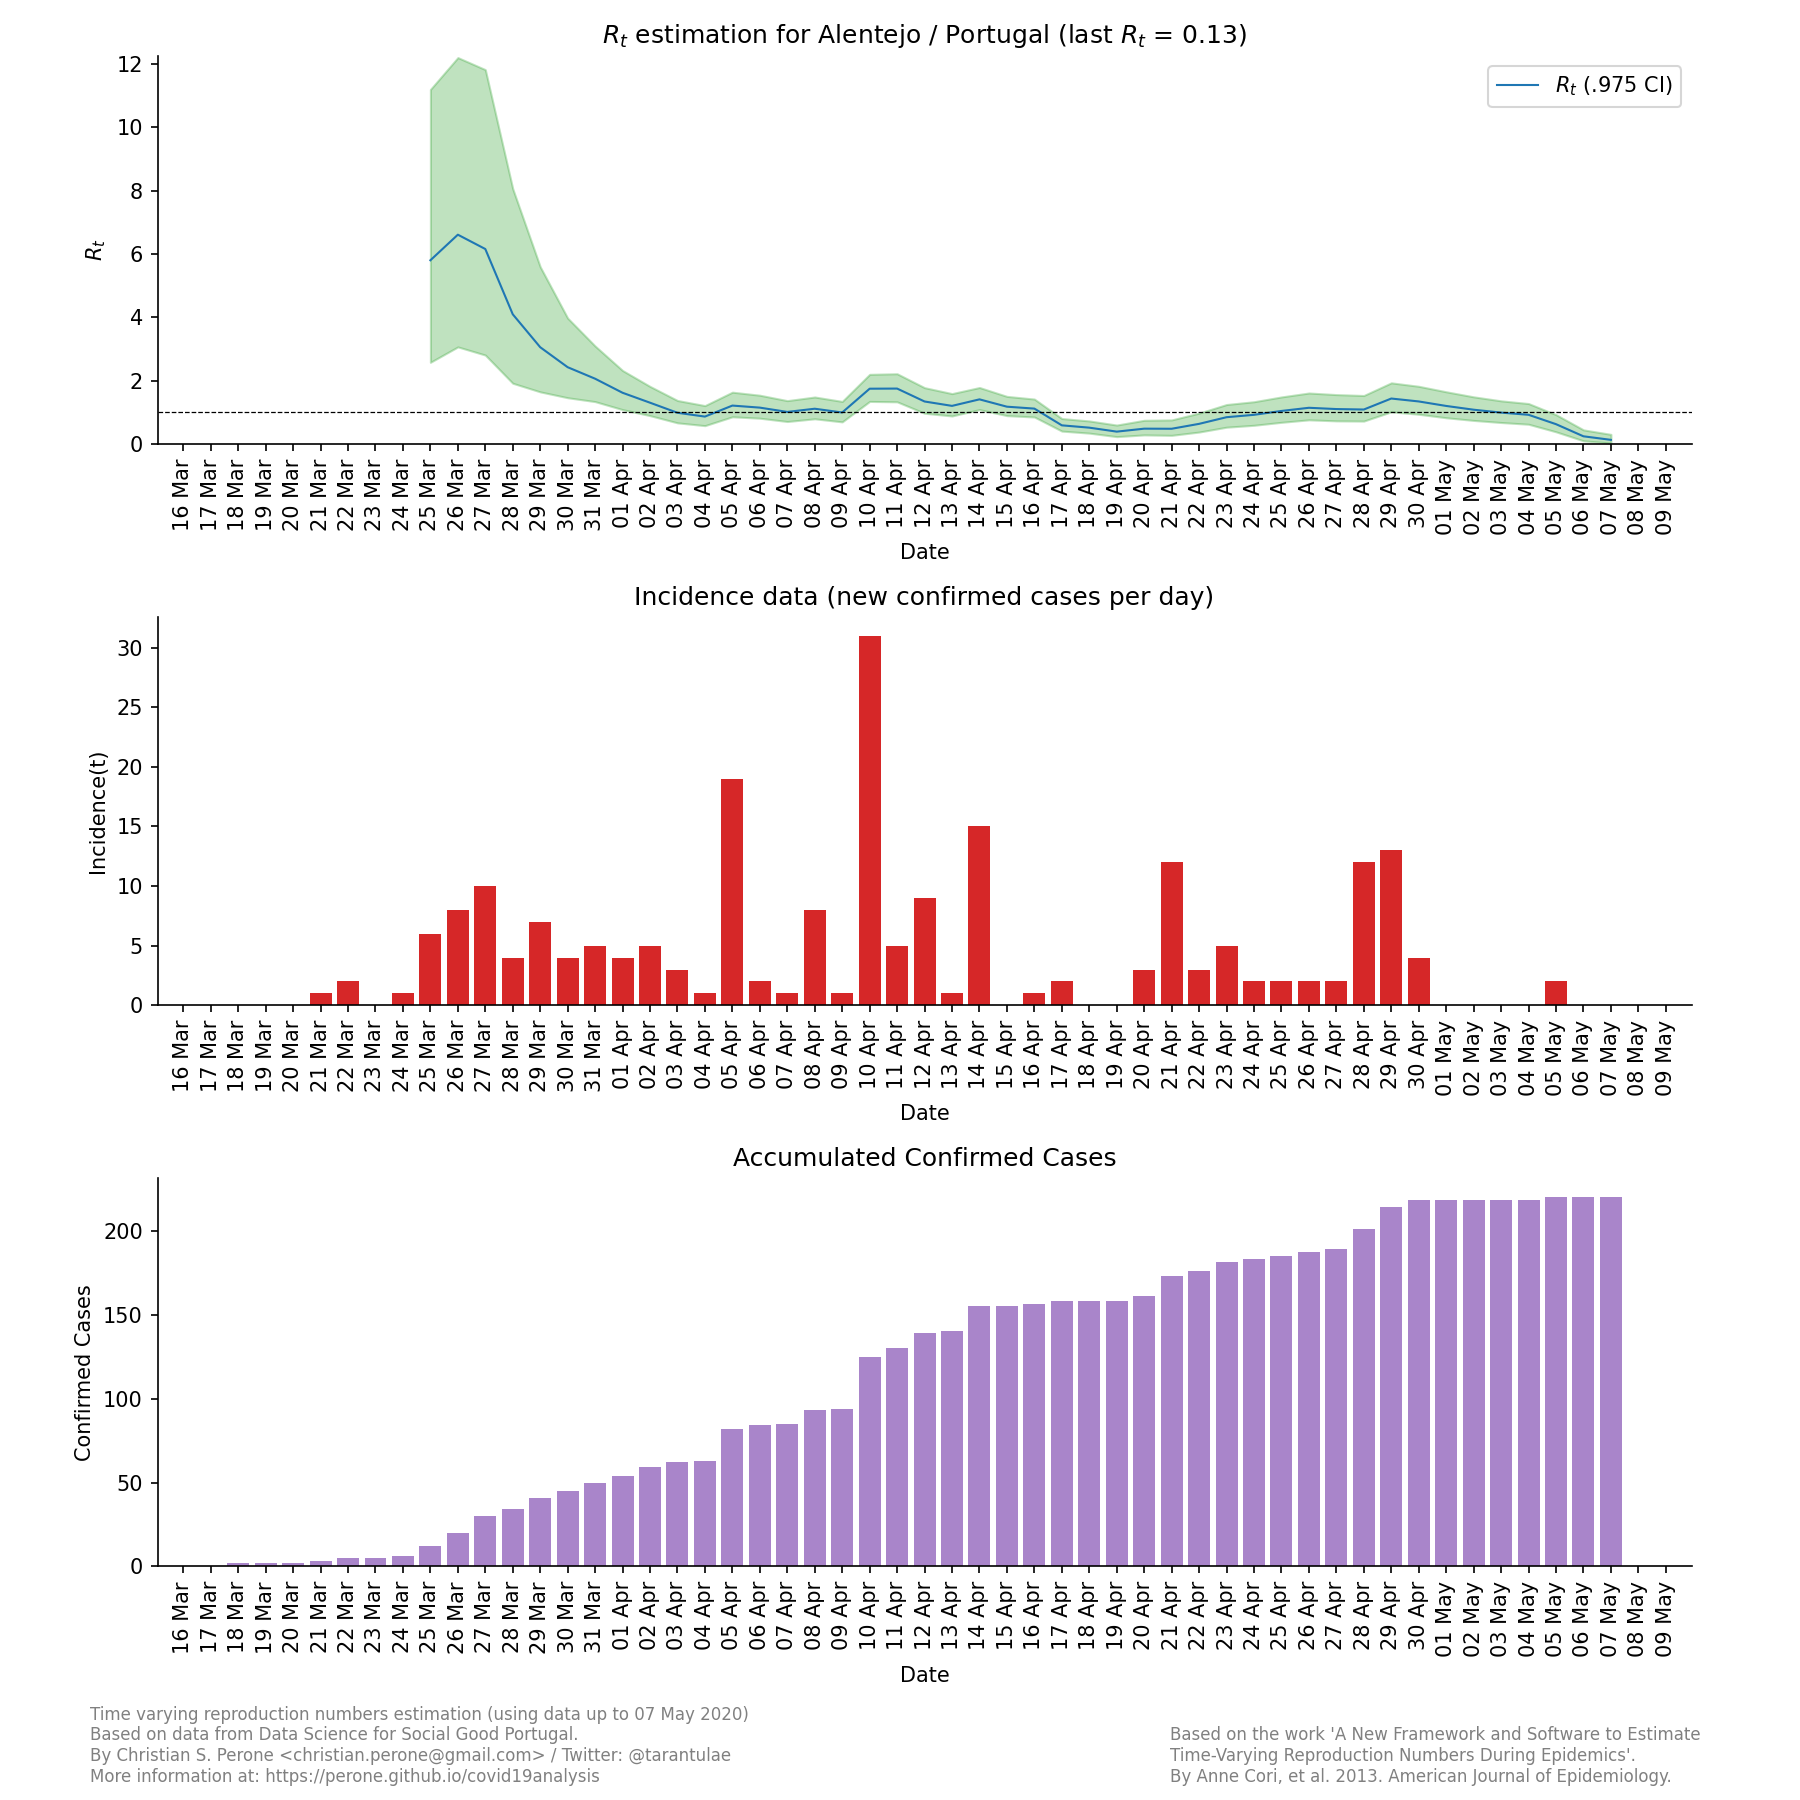 Rt estimation for Alentejo / Portugal (last Rt = 0.13)
12
10
8
6
4
2
0
Rt
Rt (.975 CI)
16 Mar
17 Mar
18 Mar
19 Mar
20 Mar
21 Mar
22 Mar
23 Mar
24 Mar
25 Mar
26 Mar
27 Mar
28 Mar
29 Mar
30 Mar
31 Mar
01 Apr
02 Apr
03 Apr
04 Apr
05 Apr
06 Apr
07 Apr
08 Apr
09 Apr
10 Apr
11 Apr
12 Apr
13 Apr
14 Apr
15 Apr
16 Apr
17 Apr
18 Apr
19 Apr
20 Apr
21 Apr
22 Apr
23 Apr
24 Apr
25 Apr
26 Apr
27 Apr
28 Apr
29 Apr
30 Apr
01 May
02 May
03 May
04 May
05 May
06 May
07 May
08 May
09 May
Date
Incidence data (new confirmed cases per day)
30
25
20
15
10
5
0
Incidence(t)
16 Mar
17 Mar
18 Mar
19 Mar
20 Mar
21 Mar
22 Mar
23 Mar
24 Mar
25 Mar
26 Mar
27 Mar
28 Mar
29 Mar
30 Mar
31 Mar
01 Apr
02 Apr
03 Apr
04 Apr
05 Apr
06 Apr
07 Apr
08 Apr
09 Apr
10 Apr
11 Apr
12 Apr
13 Apr
14 Apr
15 Apr
16 Apr
17 Apr
18 Apr
19 Apr
20 Apr
21 Apr
22 Apr
23 Apr
24 Apr
25 Apr
26 Apr
27 Apr
28 Apr
29 Apr
30 Apr
01 May
02 May
03 May
04 May
05 May
06 May
07 May
08 May
09 May
Date
Accumulated Confirmed Cases
200
150
100
50
0
Confirmed Cases
16 Mar
17 Mar
18 Mar
19 Mar
20 Mar
21 Mar
22 Mar
23 Mar
24 Mar
25 Mar
26 Mar
27 Mar
28 Mar
29 Mar
30 Mar
31 Mar
01 Apr
02 Apr
03 Apr
04 Apr
05 Apr
06 Apr
07 Apr
08 Apr
09 Apr
10 Apr
11 Apr
12 Apr
13 Apr
14 Apr
15 Apr
16 Apr
17 Apr
18 Apr
19 Apr
20 Apr
21 Apr
22 Apr
23 Apr
24 Apr
25 Apr
26 Apr
27 Apr
28 Apr
29 Apr
30 Apr
01 May
02 May
03 May
04 May
05 May
06 May
07 May
08 May
09 May
Date
Time varying reproduction numbers estimation (using data up to 07 May 2020)
Based on data from Data Science for Social Good Portugal.
By Christian S. Perone <christian.perone@gmail.com> / Twitter: @tarantulae
More information at: https://perone.github.io/covid19analysis
Based on the work 'A New Framework and Software to Estimate
Time-Varying Reproduction Numbers During Epidemics'.
By Anne Cori, et al. 2013. American Journal of Epidemiology.